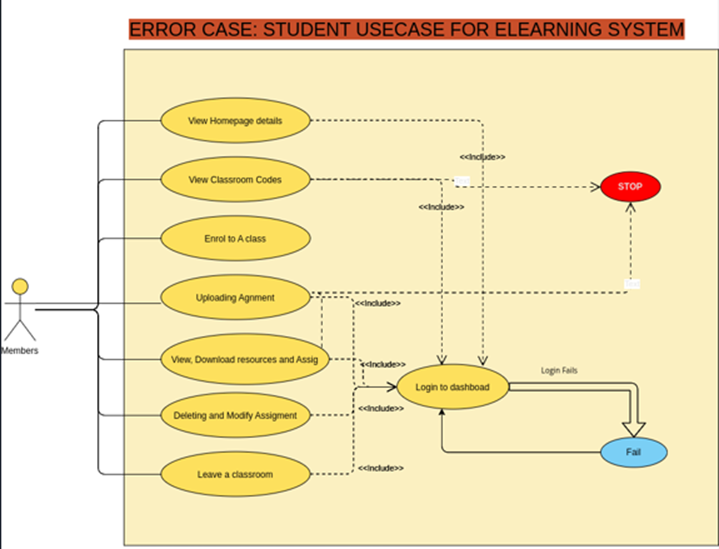 ERROR CASE: STUDENT USECASE FOR ELEARNING SYSTEM
View Homepage details
<<Include>>
View Classroom Codes
STOP
<<Include>>
Enrol to A class
Uploading Agnment
<<Include>>
Members
View, Download resources and Assig
<<Include>>
Login Fails
Login to dashboad
Deleting and Modify Assigment
<<Include>>
Fail
Leave a classroom
<<Include>>